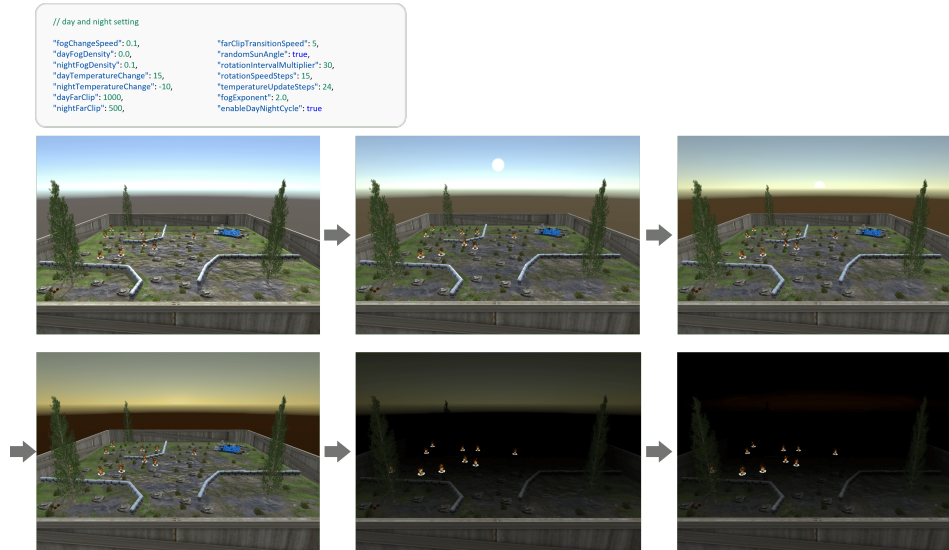 // day and night setting
"fogChangeSpeed": 0.1,
"dayFogDensity": 0.0,
"nightFogDensity": 0.1,
"dayTemperatureChange": 15,
"nightTemperatureChange": -10,
"dayFarClip": 1000,
"nightFarClip": 500,
"farClipTransitionSpeed": 5,
"randomSunAngle": true,
"rotationIntervalMultiplier": 30,
"rotationSpeedSteps": 15,
"temperatureUpdateSteps": 24,
"fogExponent": 2.0,
"enableDayNightCycle": true